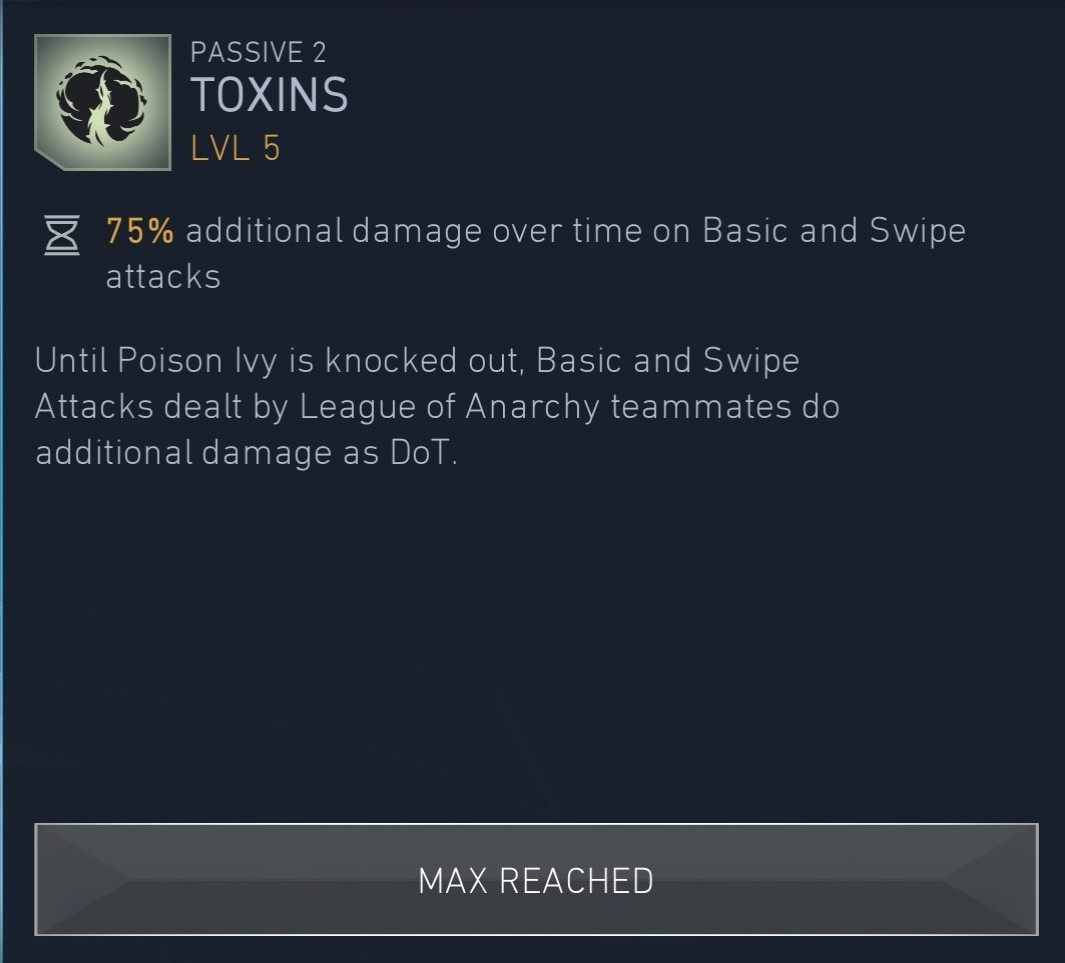 PASSIVE 2
TOXINS
LVL 5
75% additional damage over time on Basic and Swipe
attacks
Until Poison Ivy is knocked out, Basic and Swipe
Attacks dealt by League of Anarchy teammates do
additional damage as DoT.
MAX REACHED